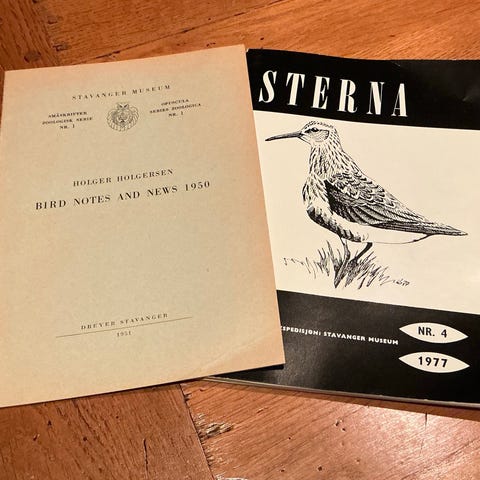 STAVANGER MUSEUM
SMÅSKRIFTER
ZOOLOGISK SERIE
NR. 1
OPUSCULA
SERIES ZOOLOGICA
NR. 1
HOLGER HOLGERSEN
BIRD NOTES AND NEWS 1950
DREYER STAVANGER
1951
STERNA
STAVANGER MUSEUM
NR. 4
1977